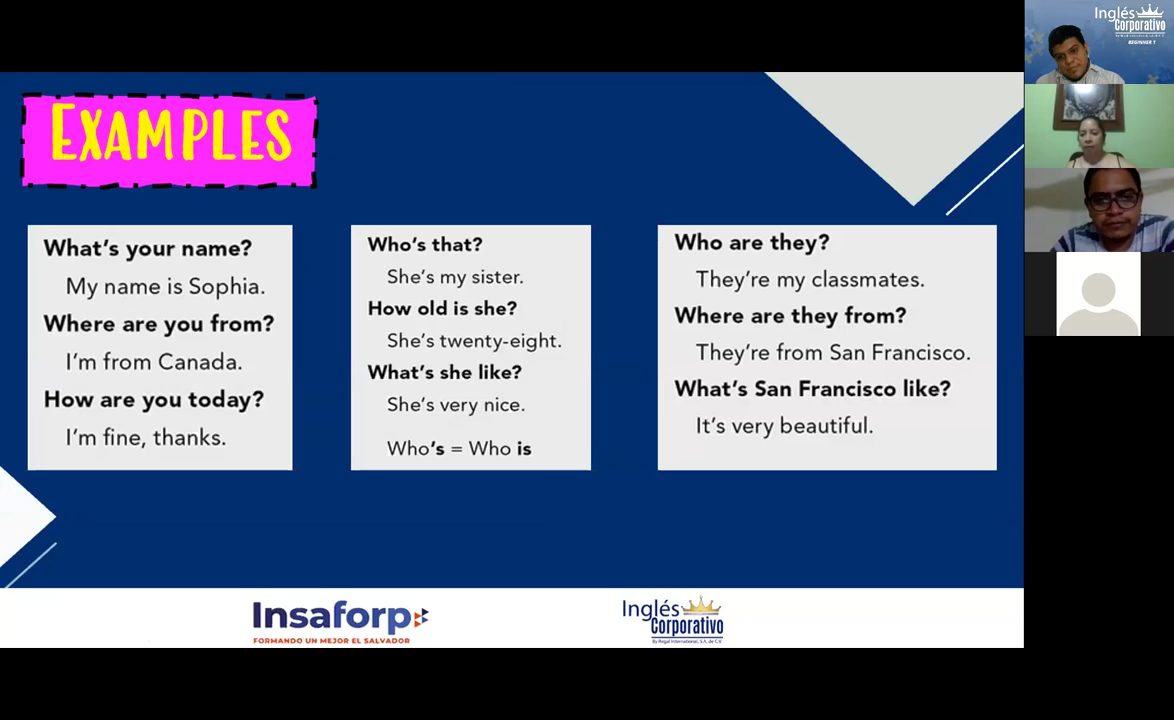 EXAMPLES
What's your name?
My name is Sophia.
Where are you from?
I'm from Canada.
How are you today?
I'm fine, thanks.
Who's that?
She's my sister.
How old is she?
She's twenty-eight.
What's she like?
She's very nice.
Who's = Who is
Who are they?
They're my classmates.
Where are they from?
They're from San Francisco.
What's San Francisco like?
It's very beautiful.
Insaforp
FORMANDO UN MEJOR EL SALVADOR
Inglés
Corporativo
By Regal International, S.A. de C.V.
Inglés
Corporativo
BEGINNER 1